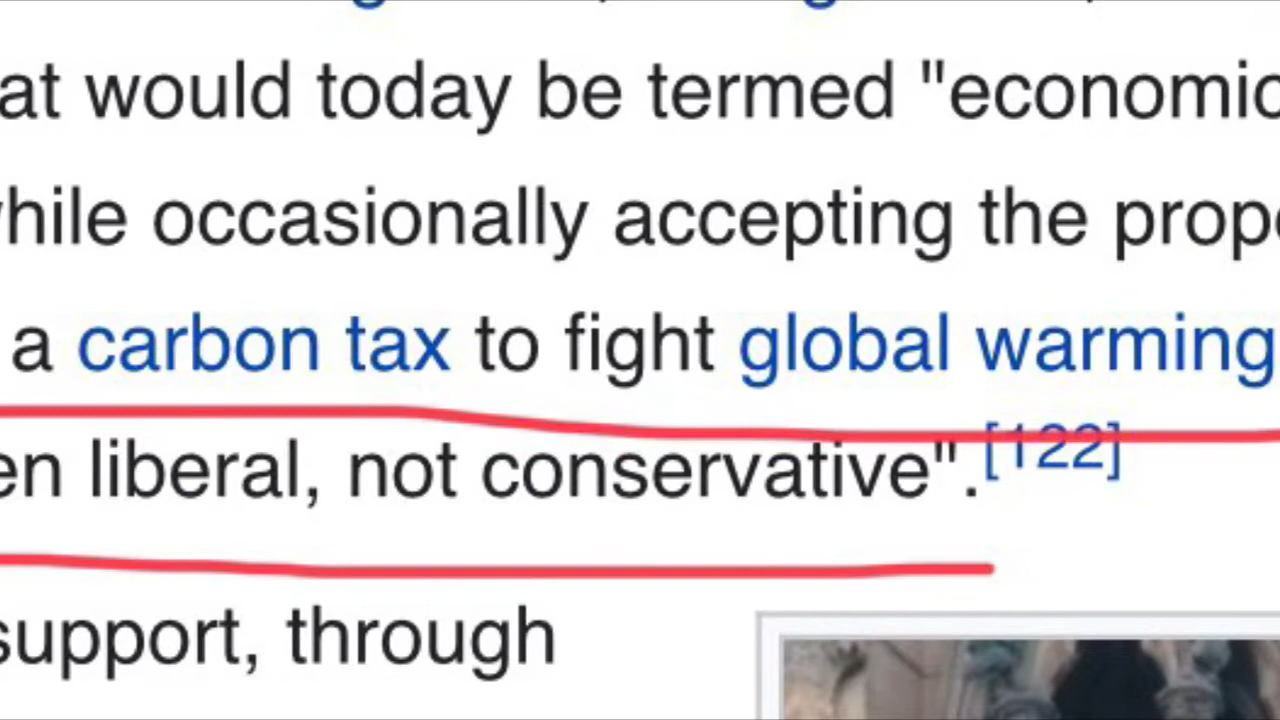 at would today be termed "economic
while occasionally accepting the prop
a carbon tax to fight global warming
en liberal, not conservative".[122]
support, through